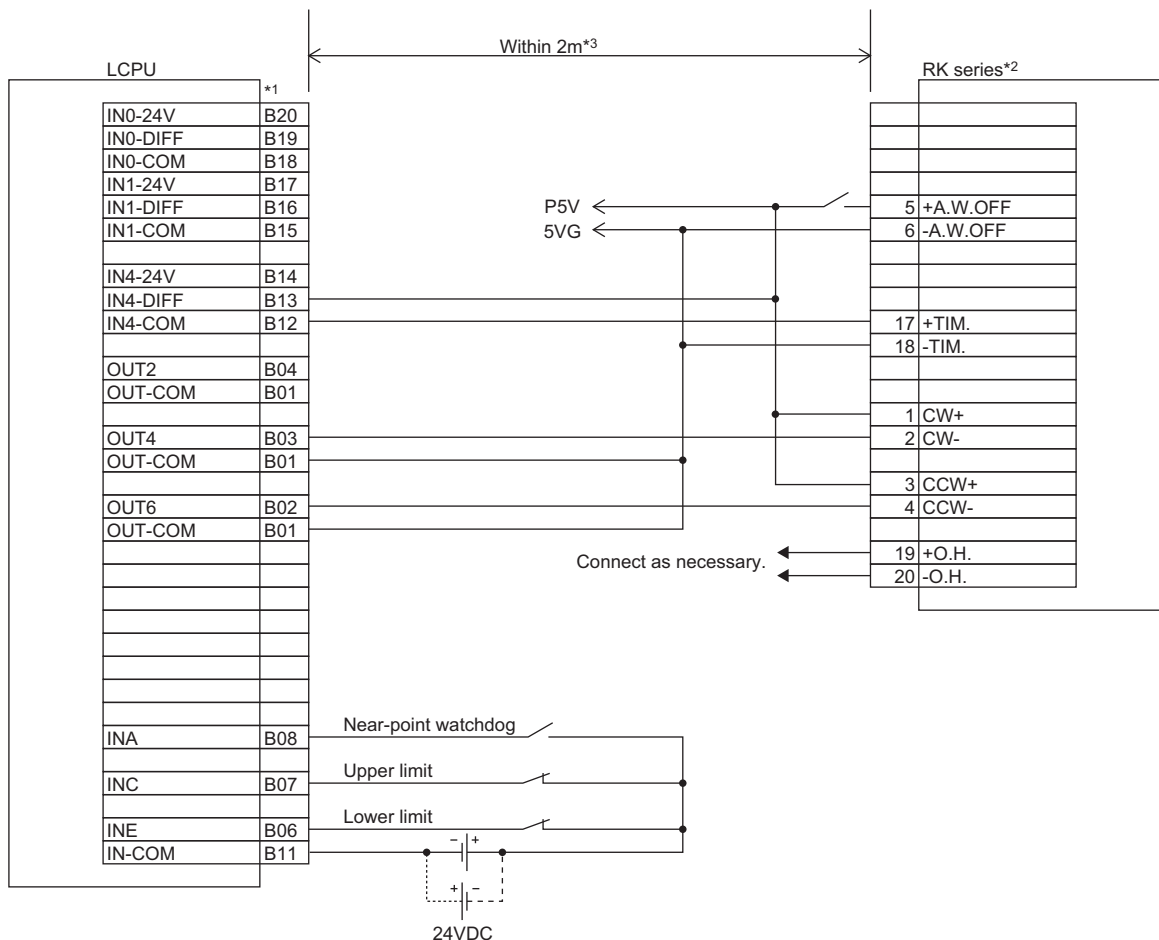 Within 2m*3
LCPU
RK series*2
*1
IN0-24V B20
IN0-DIFF B19
IN0-COM B18
IN1-24V B17
IN1-DIFF B16
IN1-COM B15
IN4-24V B14
IN4-DIFF B13
IN4-COM B12
OUT2 B04
OUT-COM B01
OUT4 B03
OUT-COM B01
OUT6 B02
OUT-COM B01
INA B08
INC B07
INE B06
IN-COM B11
P5V
5VG
5 +A.W.OFF
6 -A.W.OFF
17 +TIM.
18 -TIM.
1 CW+
2 CW-
3 CCW+
4 CCW-
19 +O.H.
20 -O.H.
Connect as necessary.
Near-point watchdog
Upper limit
Lower limit
- +
+ -
24VDC